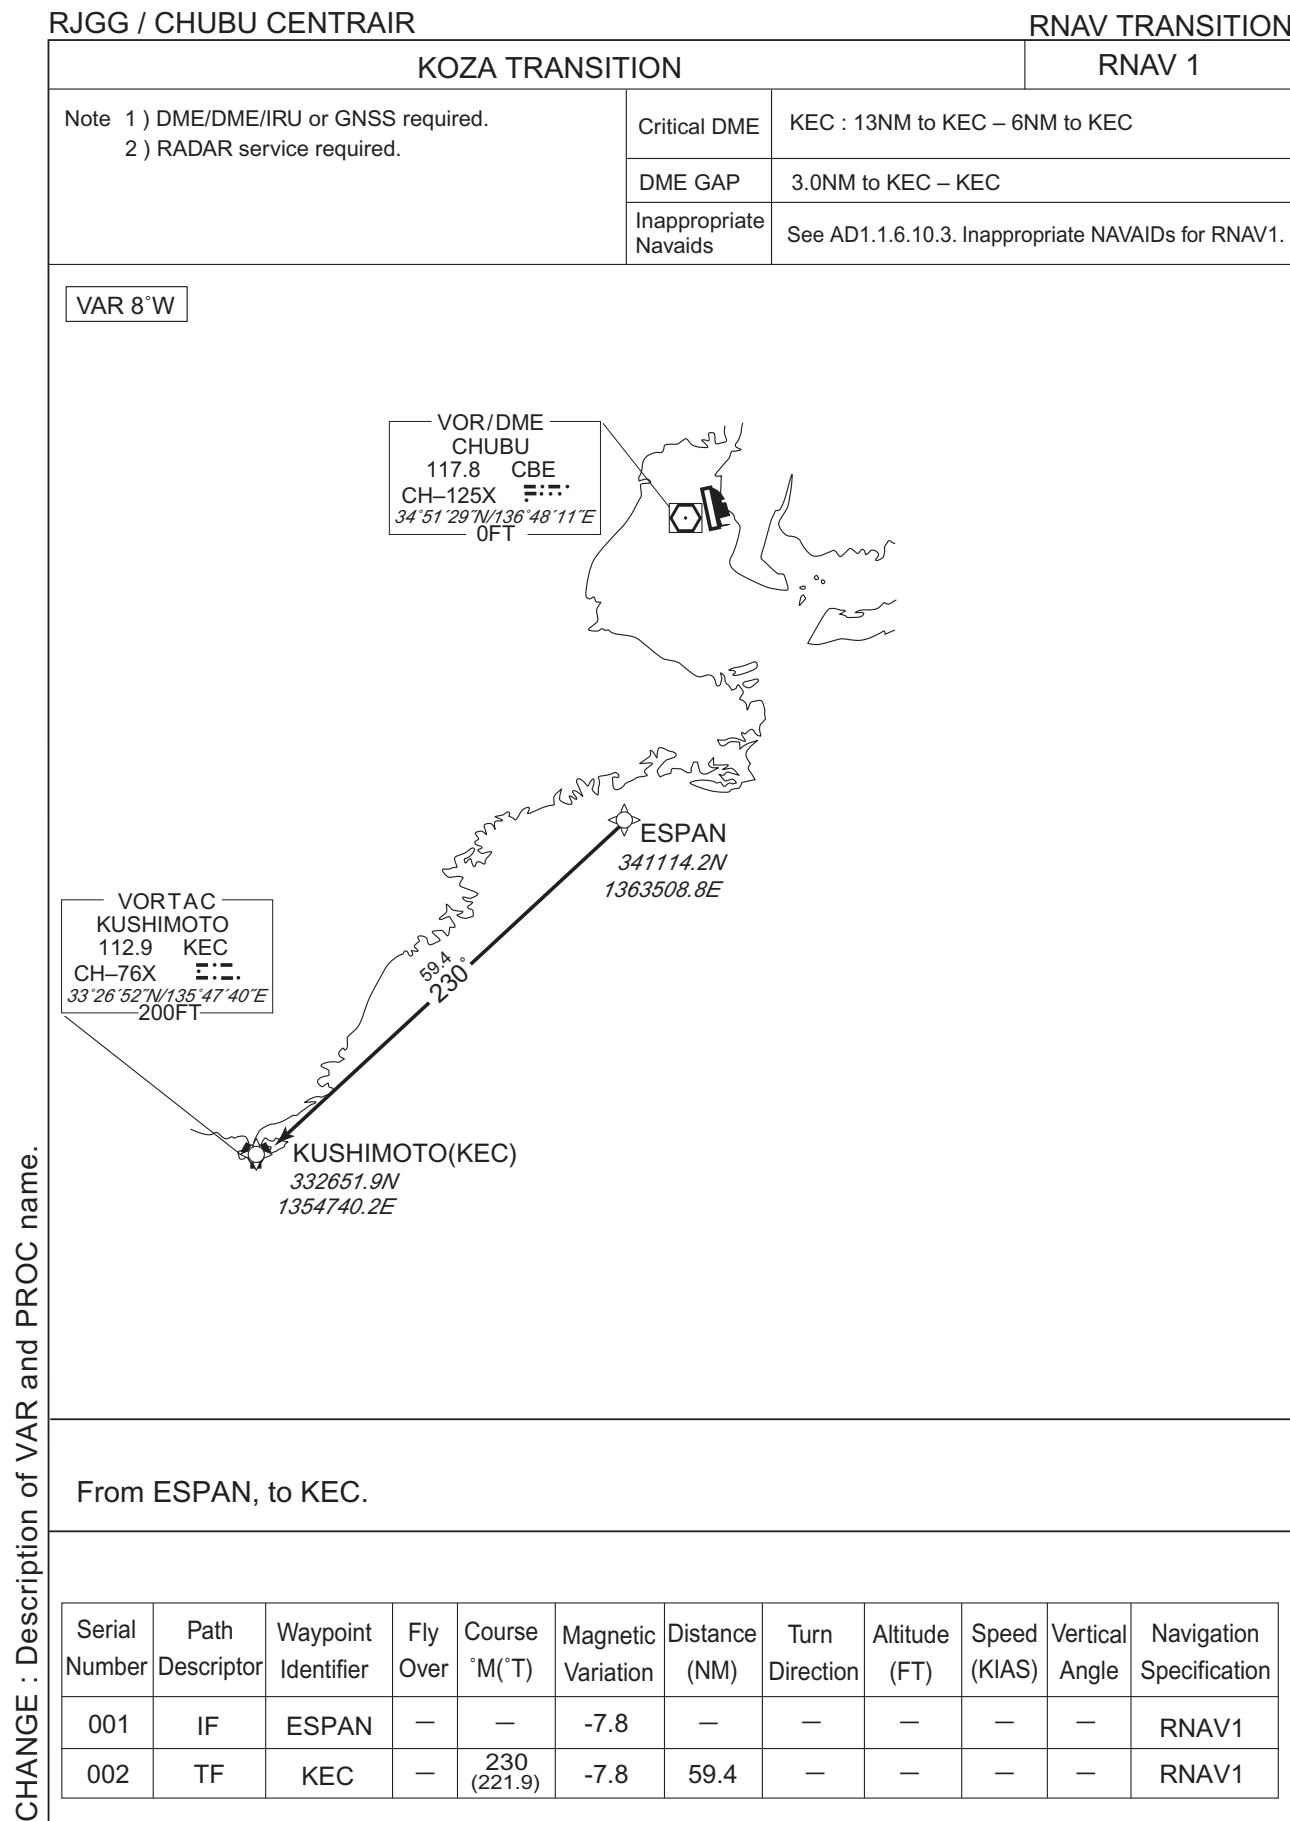 RJGG / CHUBU CENTRAIR
RNAV TRANSITION
KOZA TRANSITION
RNAV 1
Note 1 ) DME/DME/IRU or GNSS required.
2 ) RADAR service required.
Critical DME
KEC : 13NM to KEC – 6NM to KEC
DME GAP
3.0NM to KEC – KEC
Inappropriate
Navaids
See AD1.1.6.10.3. Inappropriate NAVAIDs for RNAV1.
VAR 8˚W
VOR/DME
CHUBU
117.8 CBE
CH–125X
34˚51´29˝N/136˚48´11˝E
0FT
ESPAN
341114.2N
1363508.8E
59.4
230˚
VORTAC
KUSHIMOTO
112.9 KEC
CH–76X
33˚26´52˝N/135˚47´40˝E
200FT
KUSHIMOTO(KEC)
332651.9N
1354740.2E
CHANGE : Description of VAR and PROC name.
From ESPAN, to KEC.
Serial Number Path Descriptor Waypoint Identifier Fly Over Course ˚M(˚T) Magnetic Variation Distance (NM) Turn Direction Altitude (FT) Speed (KIAS) Vertical Angle Navigation Specification
001 IF ESPAN — — -7.8 — — — — — RNAV1
002 TF KEC — 230 (221.9) -7.8 59.4 — — — — RNAV1